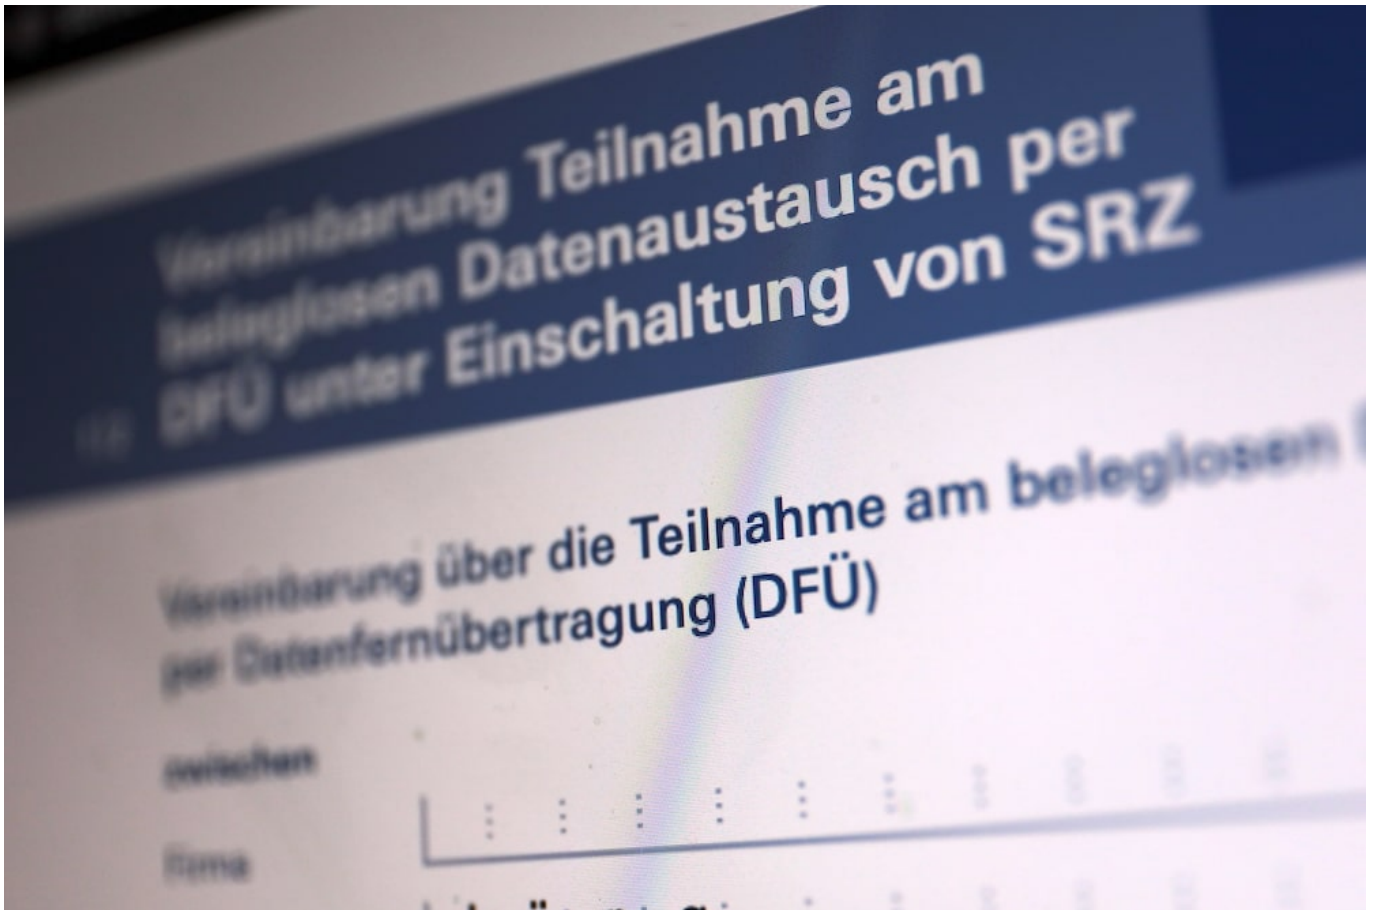 Vereinbarung Teilnahme am
beleglosen Datenaustausch per
DFÜ unter Einschaltung von SRZ
Vereinbarung über die Teilnahme am beleglosen
per Datenfernübertragung (DFÜ)
zwischen
Firma